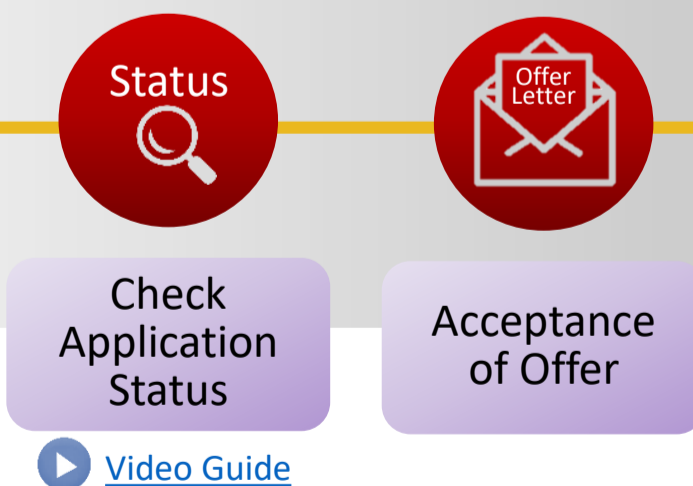 Status
Offer
Letter
Check
Application
Status
Acceptance
of Offer
Video Guide